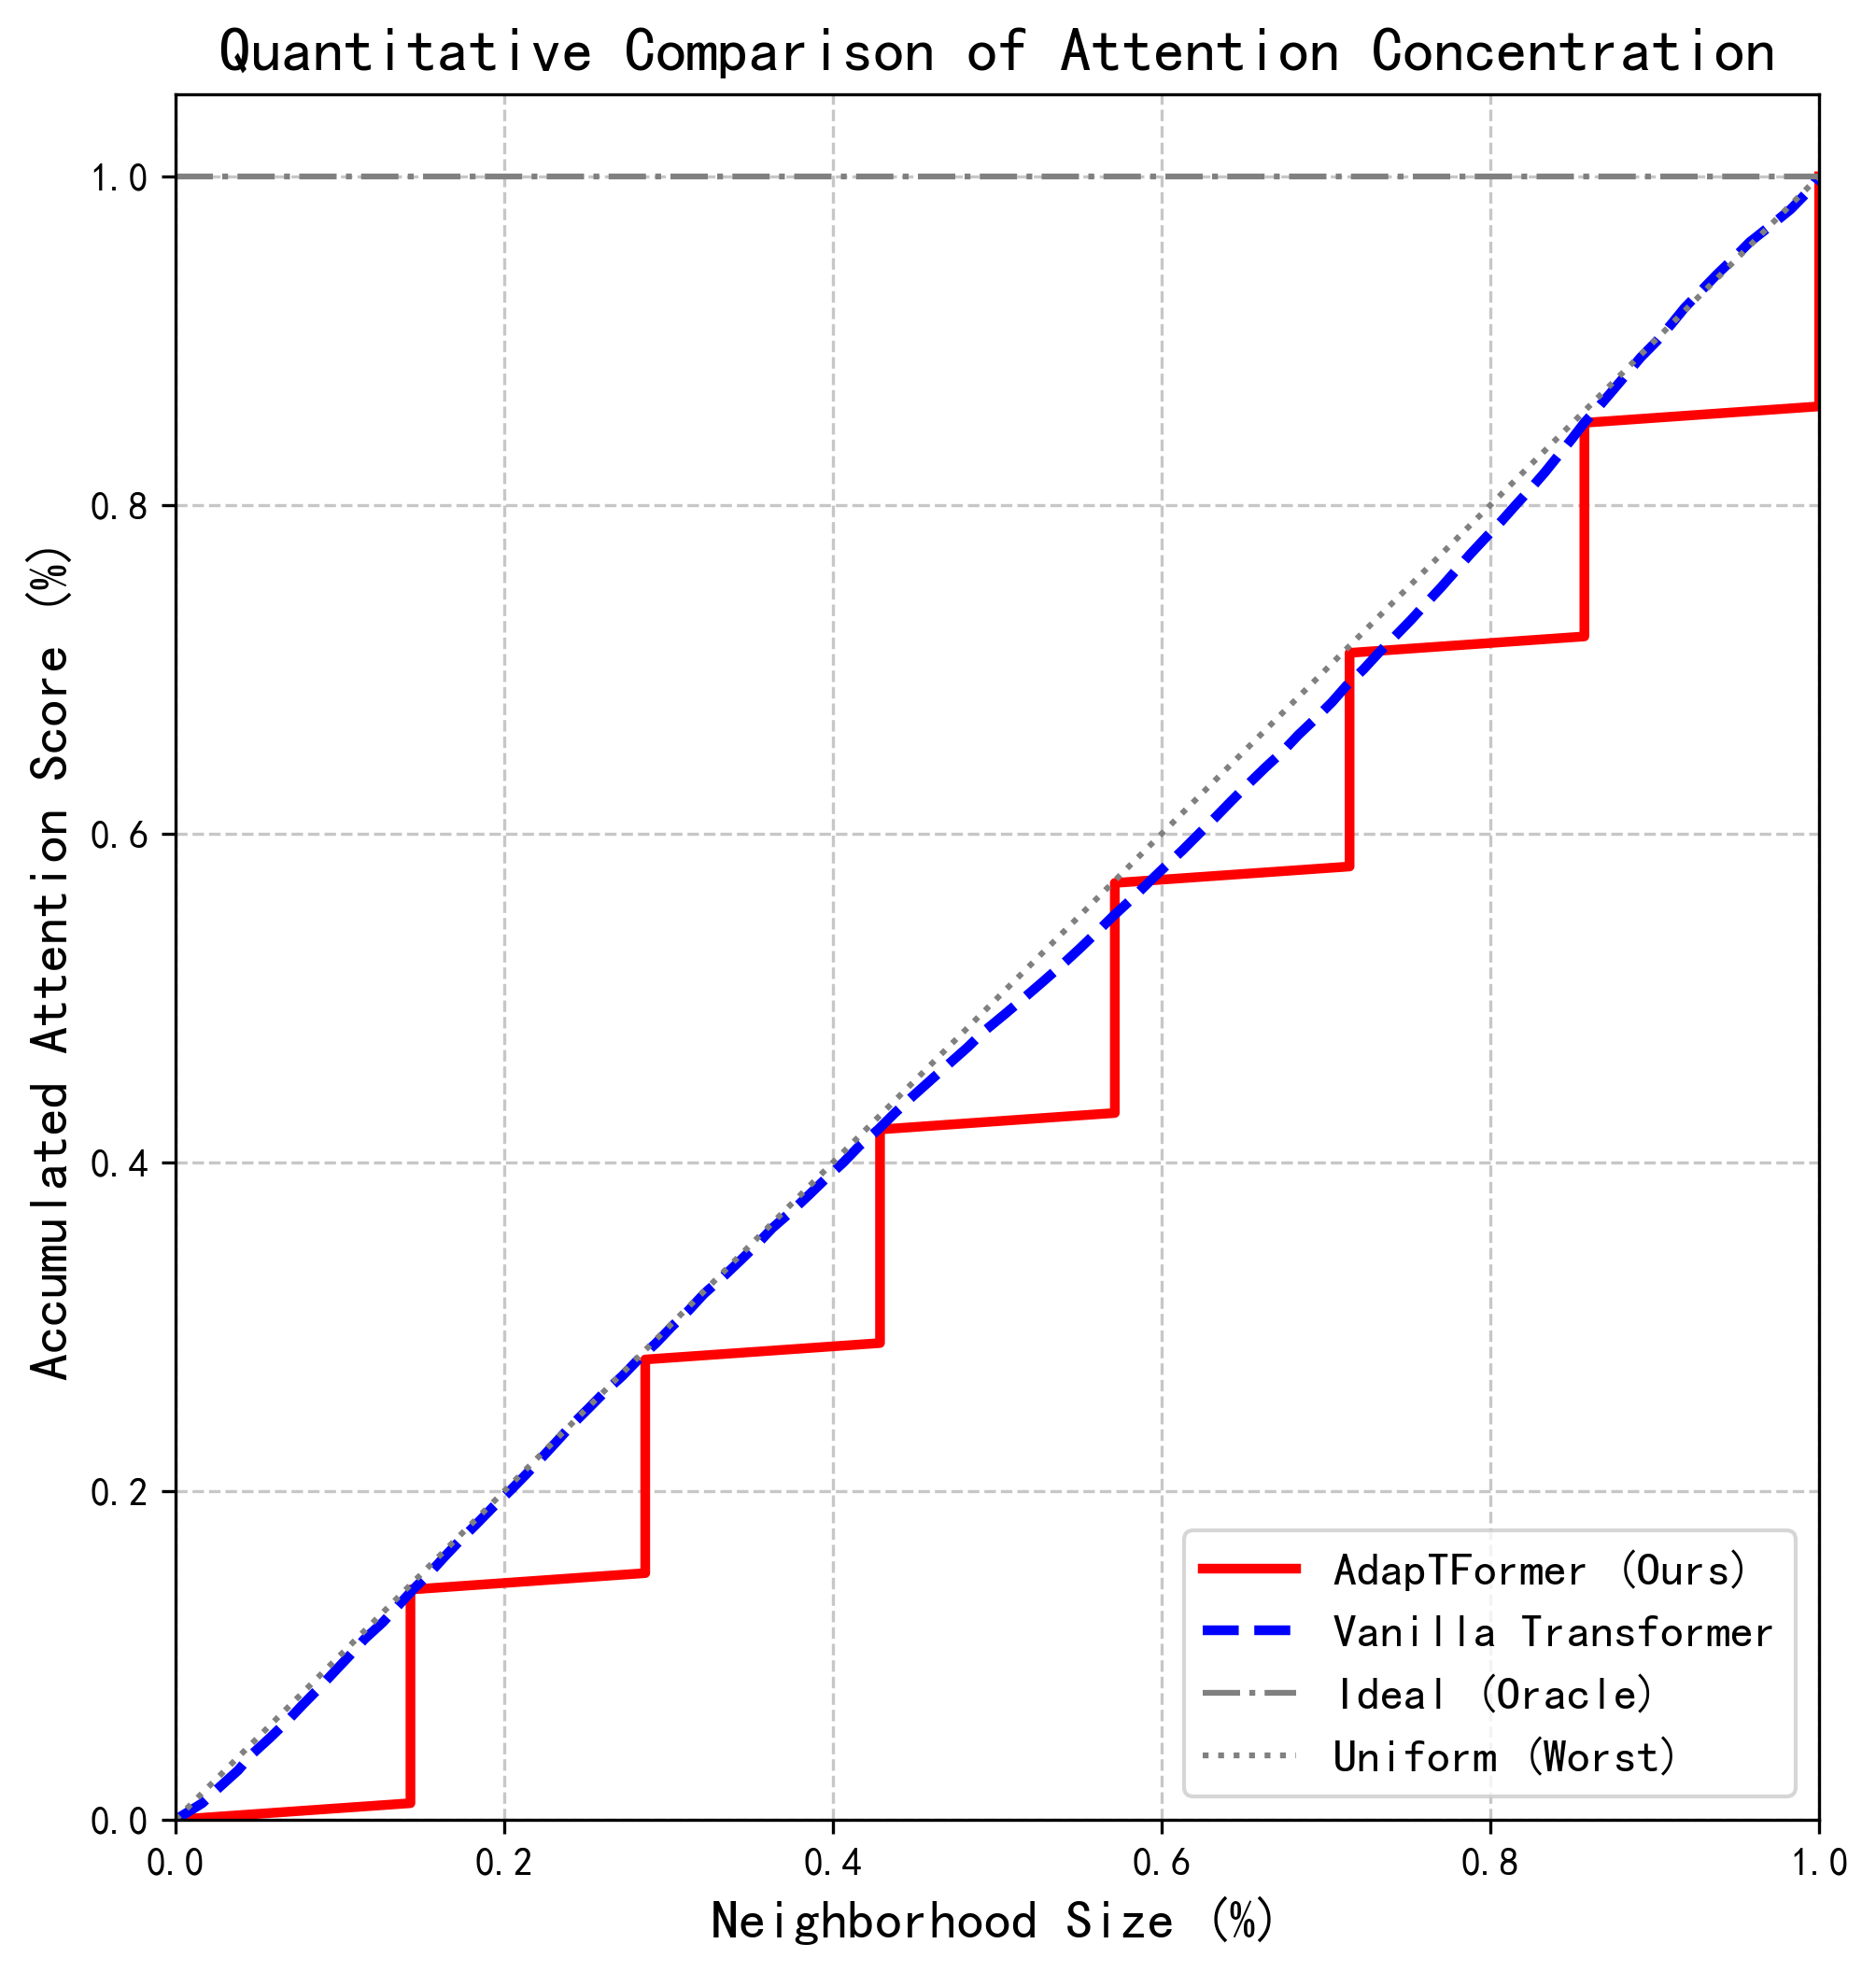 Quantitative Comparison of Attention Concentration
Accumulated Attention Score (%)
1.0
0.8
0.6
0.4
0.2
0.0
0.0 0.2 0.4 0.6 0.8 1.0
Neighborhood Size (%)
AdapTFormer (Ours)
Vanilla Transformer
Ideal (Oracle)
Uniform (Worst)